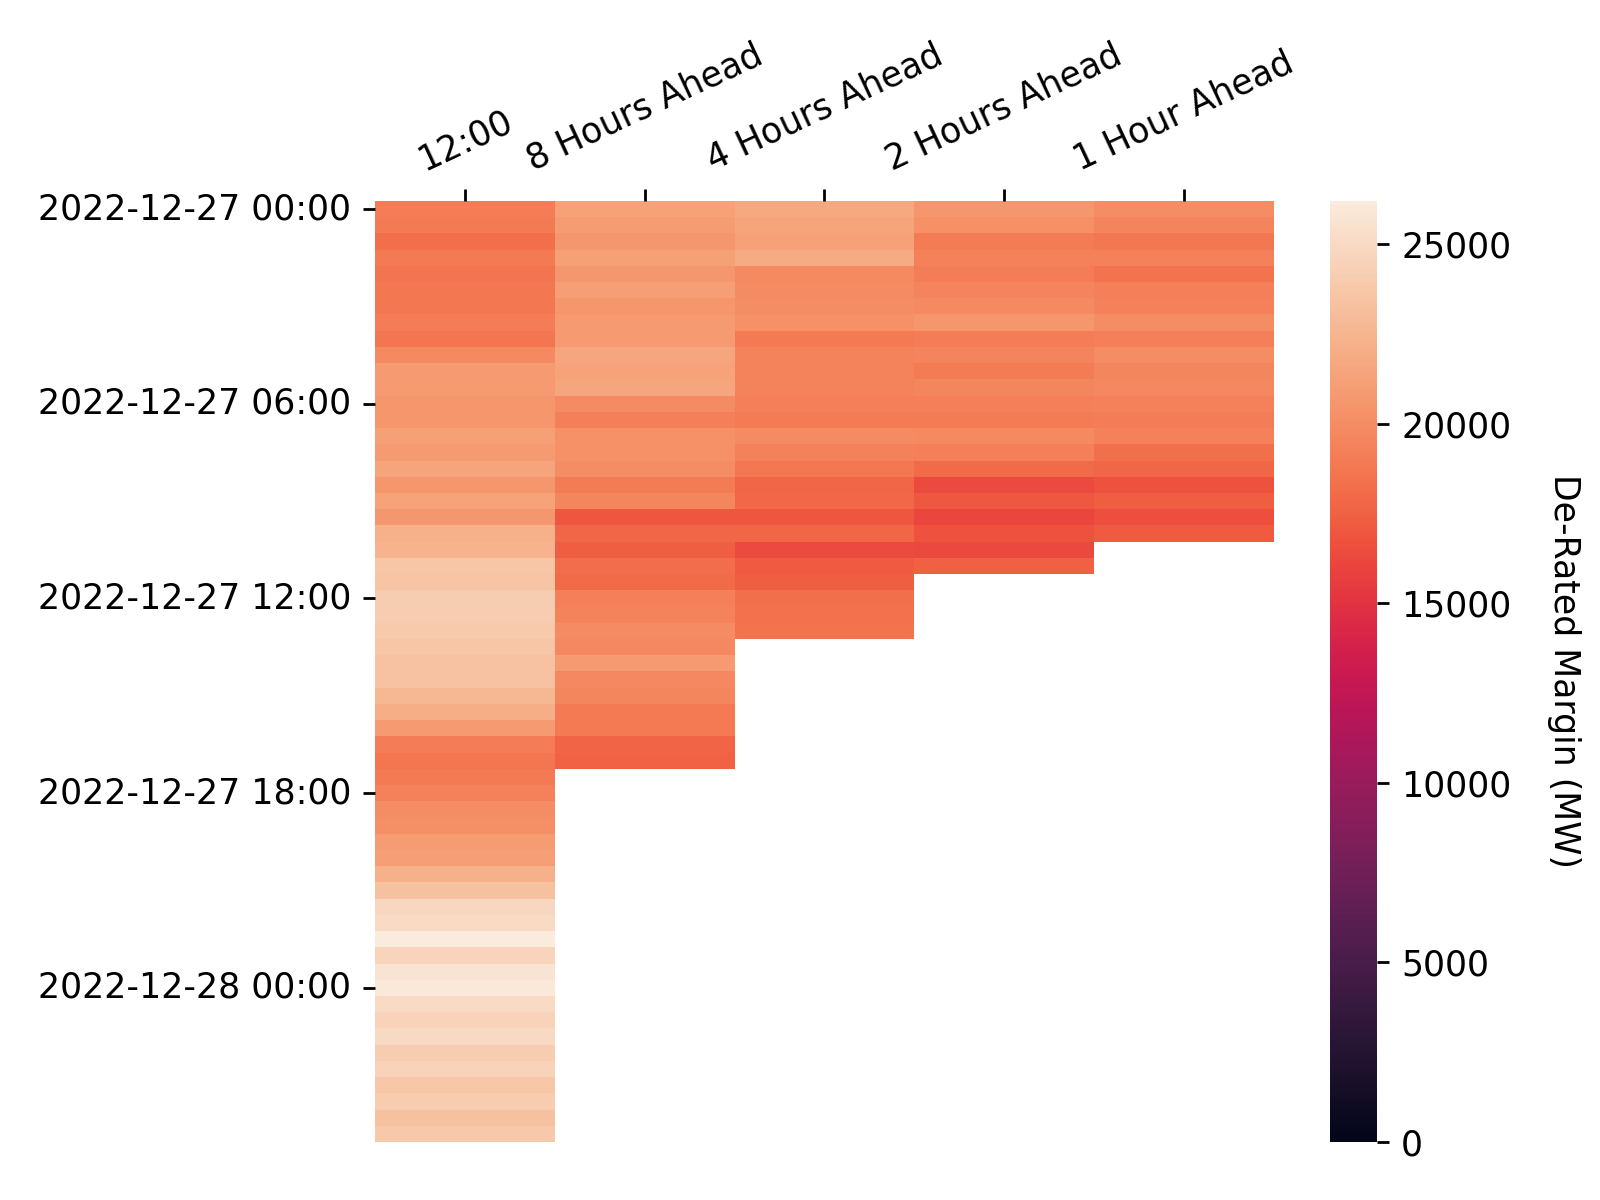 12:00
8 Hours Ahead
4 Hours Ahead
2 Hours Ahead
1 Hour Ahead
2022-12-27 00:00
2022-12-27 06:00
2022-12-27 12:00
2022-12-27 18:00
2022-12-28 00:00
25000
20000
15000
10000
5000
0
De-Rated Margin (MW)